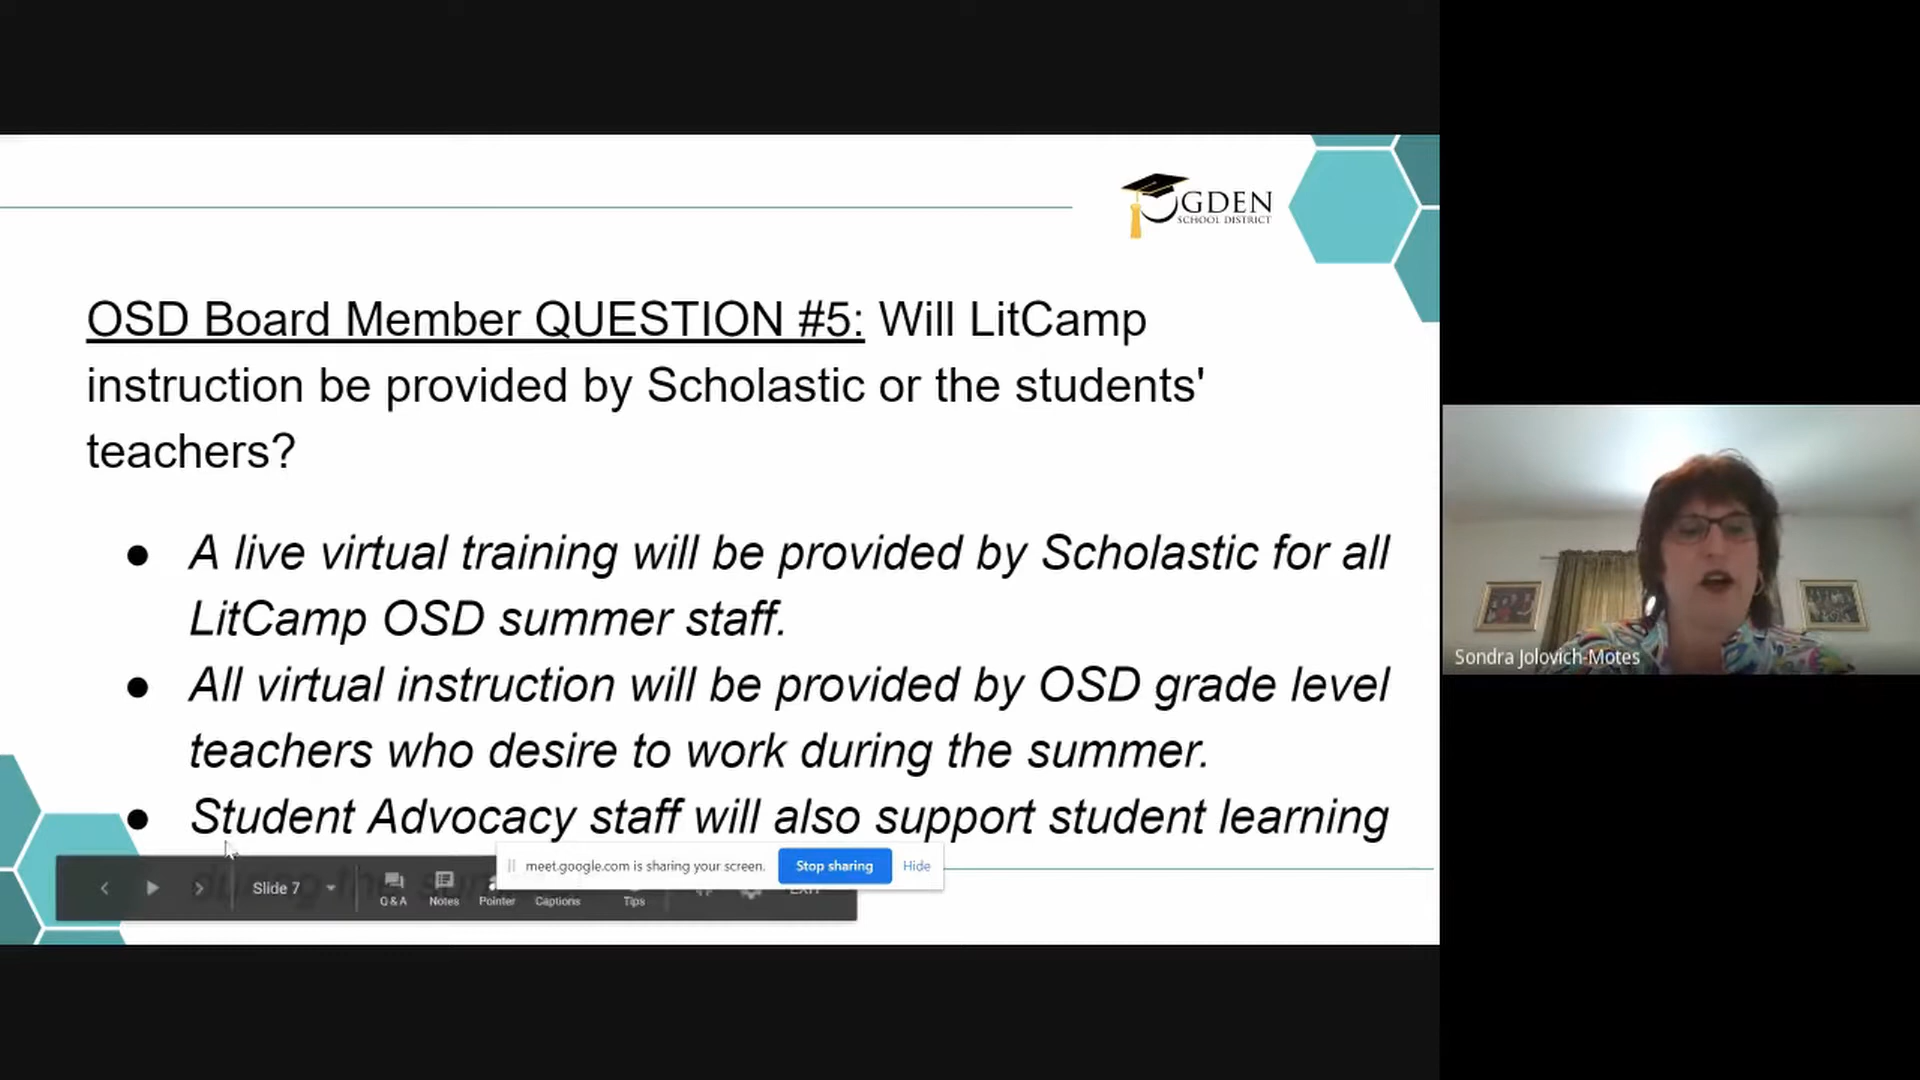 GDEN
SCHOOL DISTRICT
OSD Board Member QUESTION #5: Will LitCamp
instruction be provided by Scholastic or the students'
teachers?
● A live virtual training will be provided by Scholastic for all
LitCamp OSD summer staff.
● All virtual instruction will be provided by OSD grade level
teachers who desire to work during the summer.
● Student Advocacy staff will also support student learning
during the
meet.google.com is sharing your screen. Stop sharing Hide
Slide 7 Q & A Notes Pointer Captions Tips EXIT
Sondra Jolovich-Motes